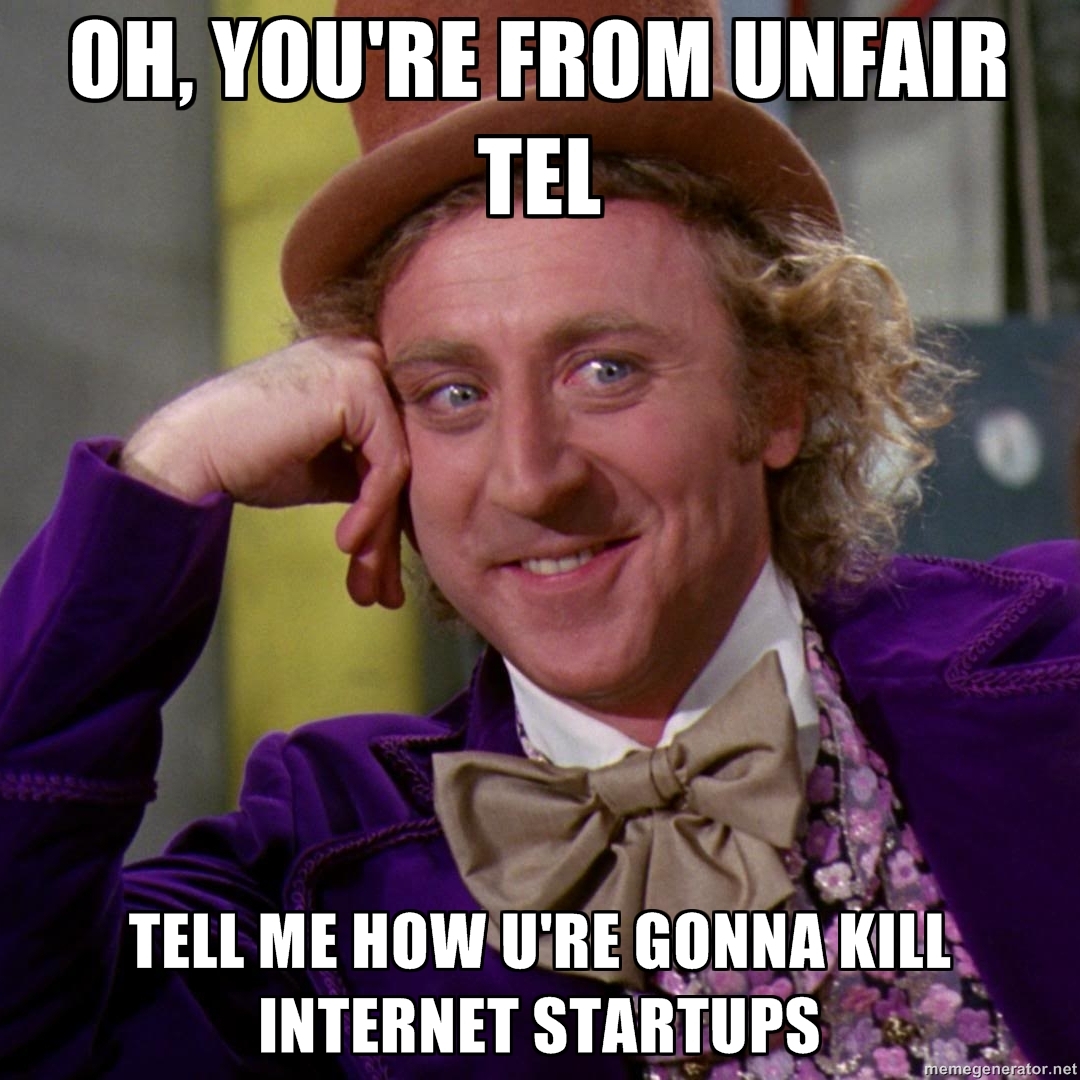 OH, YOU'RE FROM UNFAIR
TEL
TELL ME HOW U'RE GONNA KILL
INTERNET STARTUPS
memegenerator.net